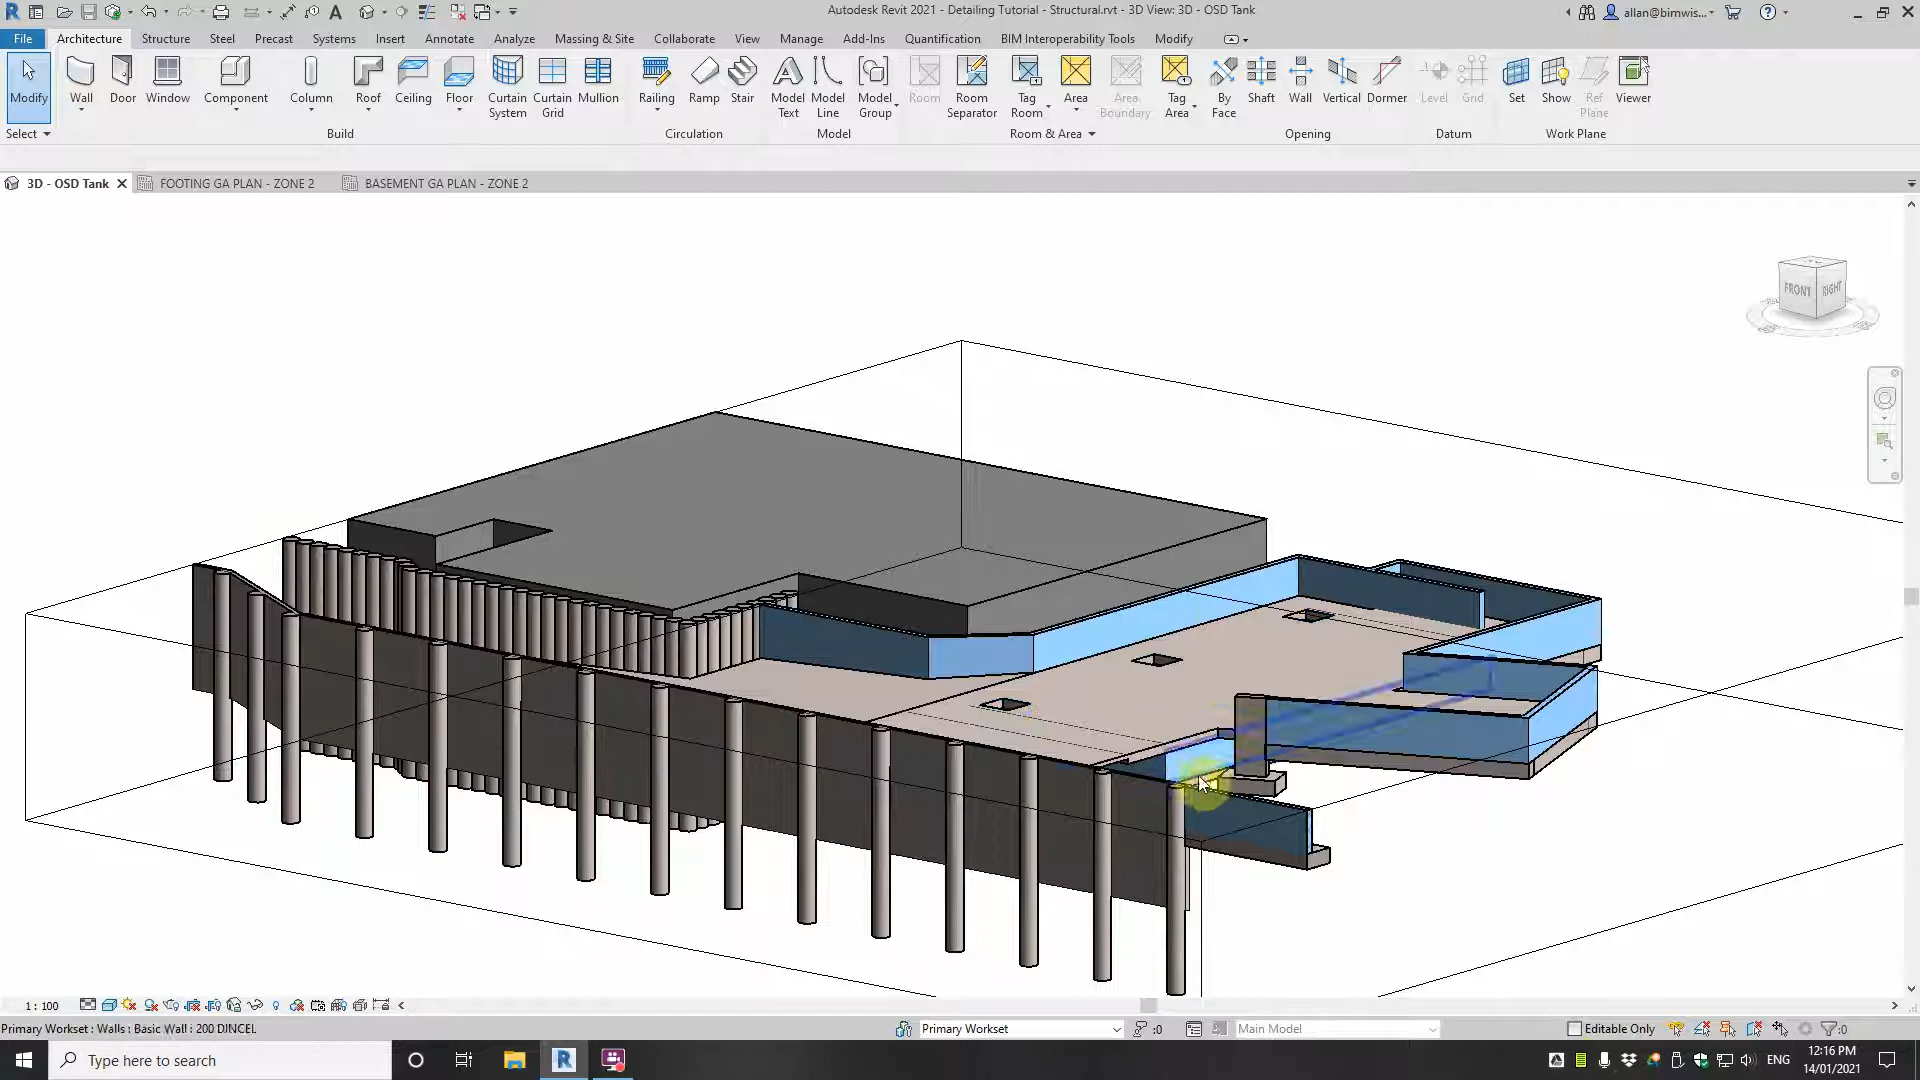 Autodesk Revit 2021 - Detailing Tutorial - Structural.rvt - 3D View: 3D - OSD Tank
allan@bimwis...
File Architecture Structure Steel Precast Systems Insert Annotate Analyze Massing & Site Collaborate View Manage Add-Ins Quantification BIM Interoperability Tools Modify
Modify Wall Door Window Component Column Roof Ceiling Floor Curtain System Curtain Grid Mullion Railing Ramp Stair Model Text Model Line Model Group Room Room Separator Tag Room Area Area Boundary Tag Area By Face Shaft Wall Vertical Dormer Level Grid Set Show Ref Plane Viewer
Select Build Circulation Model Room & Area Opening Datum Work Plane
3D - OSD Tank FOOTING GA PLAN - ZONE 2 BASEMENT GA PLAN - ZONE 2
FRONT RIGHT
1 : 100
Primary Workset : Walls : Basic Wall : 200 DINCEL Primary Workset :0 Main Model Editable Only :0
Type here to search
ENG
12:16 PM
14/01/2021